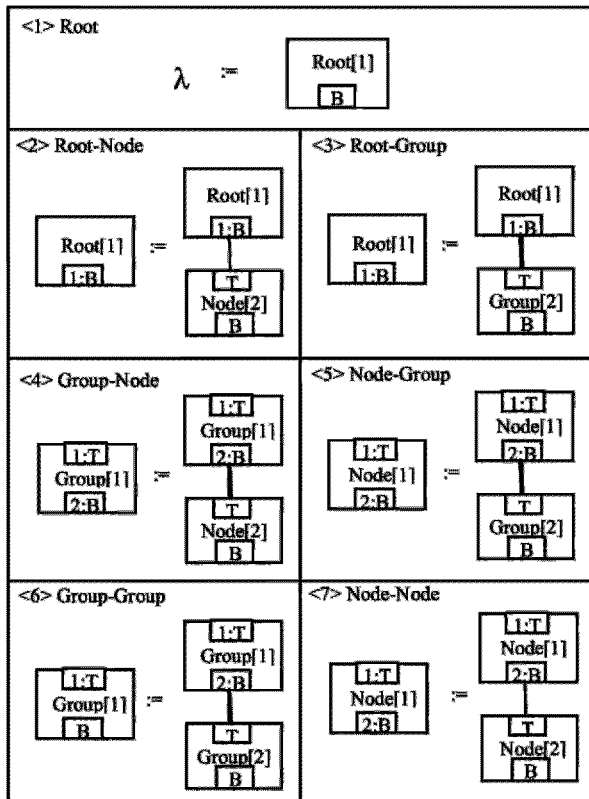 <1> Root
λ := Root[1]
B
<2> Root-Node
Root[1]
1:B
:=
Root[1]
1:B
T
Node[2]
B
<3> Root-Group
Root[1]
1:B
:=
Root[1]
1:B
T
Group[2]
B
<4> Group-Node
1:T
Group[1]
2:B
:=
1:T
Group[1]
2:B
T
Node[2]
B
<5> Node-Group
1:T
Node[1]
2:B
:=
1:T
Node[1]
2:B
T
Group[2]
B
<6> Group-Group
1:T
Group[1]
B
:=
1:T
Group[1]
2:B
T
Group[2]
B
<7> Node-Node
1:T
Node[1]
2:B
:=
1:T
Node[1]
2:B
T
Node[2]
B